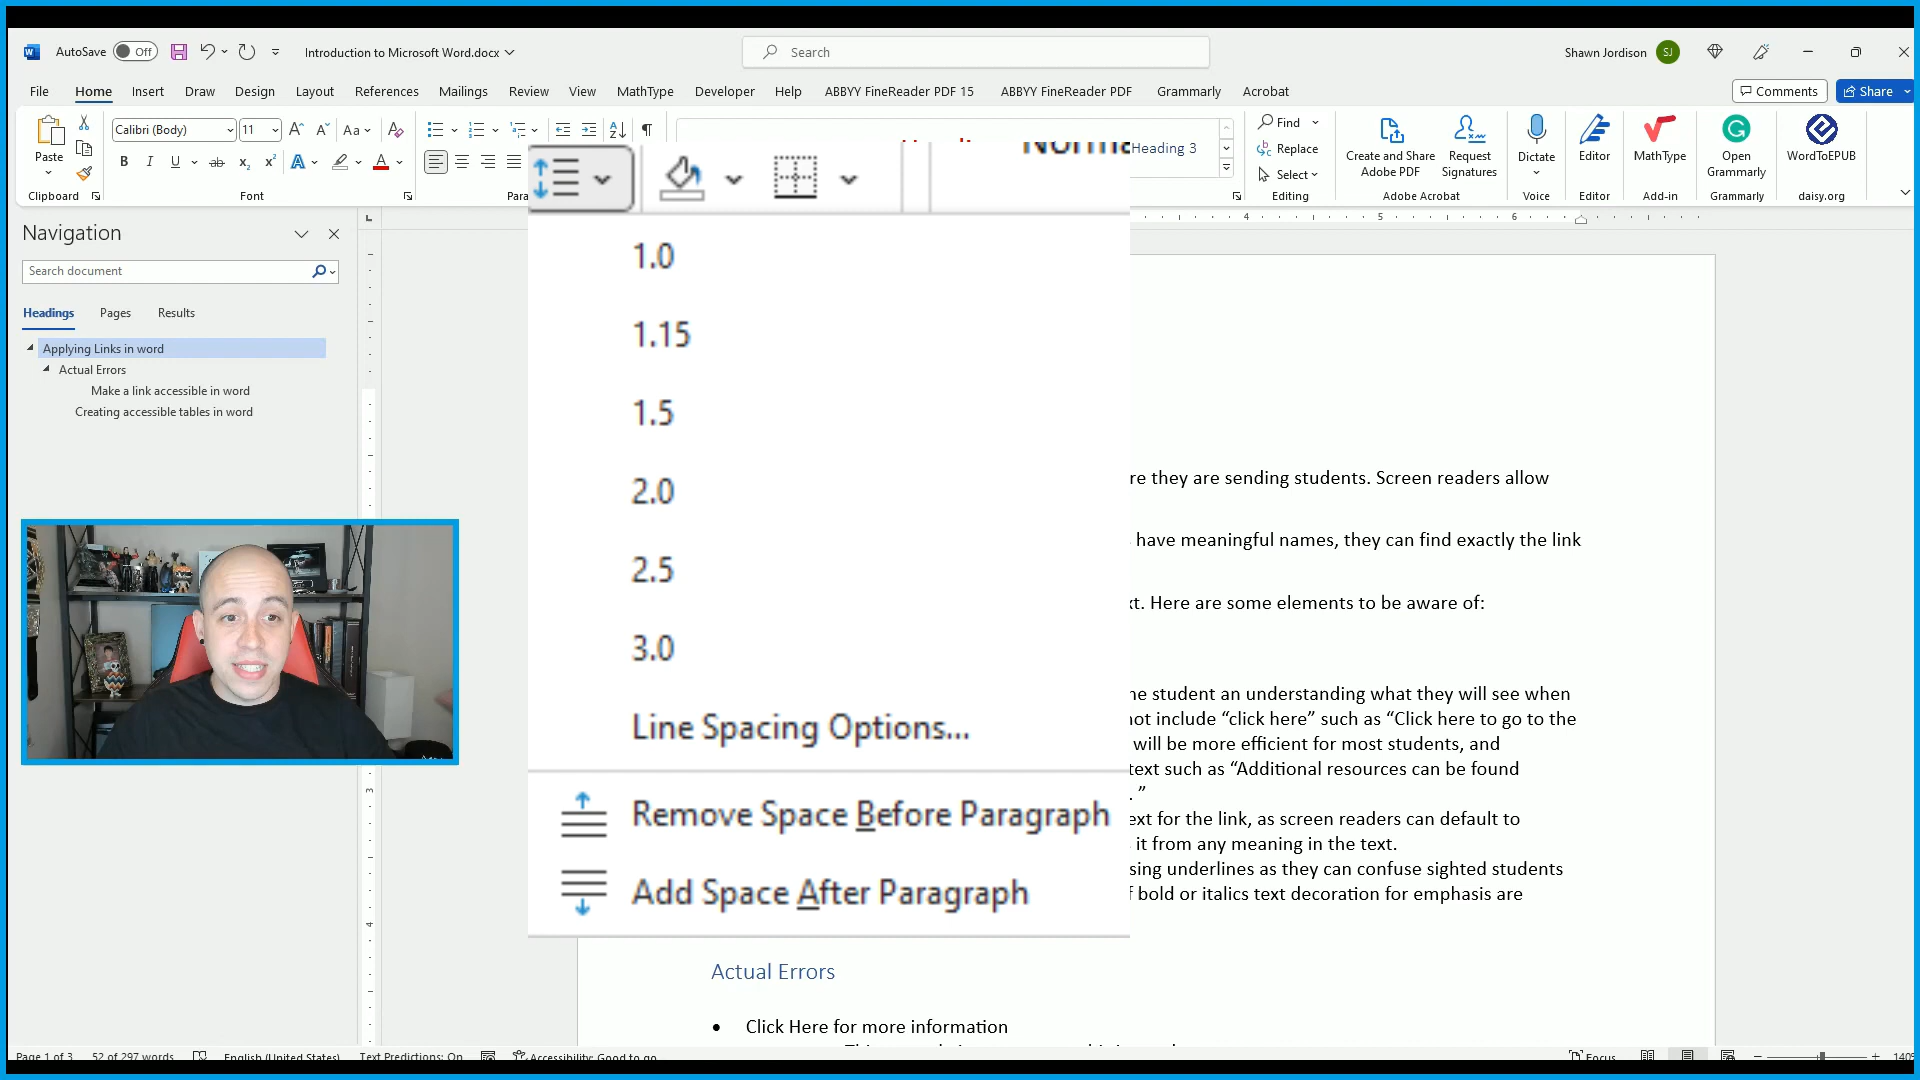 AutoSave Off Introduction to Microsoft Word.docx Search Shawn Jordison SJ
File Home Insert Draw Design Layout References Mailings Review View MathType Developer Help ABBYY FineReader PDF 15 ABBYY FineReader PDF Grammarly Acrobat Comments Share
Paste
Clipboard
Calibri (Body) 11
Font
Para
Heading 3
Find
Replace
Select
Editing
Create and Share Adobe PDF
Request Signatures
Adobe Acrobat
Dictate
Voice
Editor
Editor
MathType
Add-in
Open Grammarly
Grammarly
WordToEPUB
daisy.org
Navigation
Search document
Headings Pages Results
Applying Links in word
Actual Errors
Make a link accessible in word
Creating accessible tables in word
1.0
1.15
1.5
2.0
2.5
3.0
Line Spacing Options...
Remove Space Before Paragraph
Add Space After Paragraph
4 5 6
re they are sending students. Screen readers allow
have meaningful names, they can find exactly the link
xt. Here are some elements to be aware of:
ne student an understanding what they will see when
not include “click here” such as “Click here to go to the
will be more efficient for most students, and
text such as “Additional resources can be found
.”
ext for the link, as screen readers can default to
it from any meaning in the text.
sing underlines as they can confuse sighted students
f bold or italics text decoration for emphasis are
Actual Errors
• Click Here for more information
3
4
Page 1 of 3 52 of 297 words English (United States) Text Predictions: On Accessibility: Good to go Focus 140%